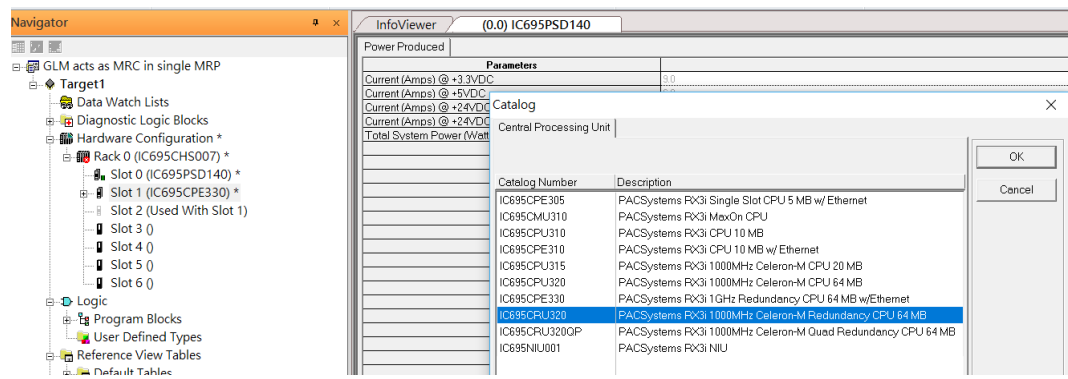 Navigator
GLM acts as MRC in single MRP
Target1
Data Watch Lists
Diagnostic Logic Blocks
Hardware Configuration *
Rack 0 (IC695CHS007) *
Slot 0 (IC695PSD140) *
Slot 1 (IC695CPE330) *
Slot 2 (Used With Slot 1)
Slot 3 ()
Slot 4 ()
Slot 5 ()
Slot 6 ()
Logic
Program Blocks
User Defined Types
Reference View Tables
Default Tables
InfoViewer
(0.0) IC695PSD140
Power Produced
Parameters
Current (Amps) @ +3.3VDC 9.0
Current (Amps) @ +5VDC
Current (Amps) @ +24VDC
Current (Amps) @ +24VDC
Total System Power (Watt
Catalog
Central Processing Unit
Catalog Number Description
IC695CPE305 PACSystems RX3i Single Slot CPU 5 MB w/ Ethernet
IC695CMU310 PACSystems RX3i MaxOn CPU
IC695CPU310 PACSystems RX3i CPU 10 MB
IC695CPE310 PACSystems RX3i CPU 10 MB w/ Ethernet
IC695CPU315 PACSystems RX3i 1000MHz Celeron-M CPU 20 MB
IC695CPU320 PACSystems RX3i 1000MHz Celeron-M CPU 64 MB
IC695CPE330 PACSystems RX3i 1GHz Redundancy CPU 64 MB w/Ethernet
IC695CRU320 PACSystems RX3i 1000MHz Celeron-M Redundancy CPU 64 MB
IC695CRU320QP PACSystems RX3i 1000MHz Celeron-M Quad Redundancy CPU 64 MB
IC695NIU001 PACSystems RX3i NIU
OK
Cancel